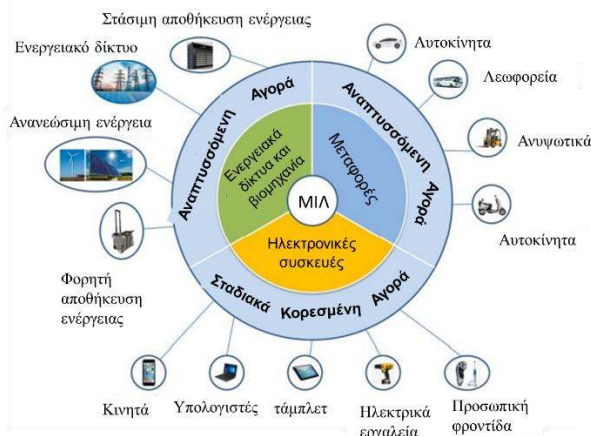 Στάσιμη αποθήκευση ενέργειας
Ενεργειακό δίκτυο
Ανανεώσιμη ενέργεια
Φορητή
αποθήκευση
ενέργειας
Αυτοκίνητα
Λεωφορεία
Ανυψωτικά
Αυτοκίνητα
Αναπτυσσόμενη Αγορά
Αναπτυσσόμενη Αγορά
Ενεργειακά
δίκτυα και
βιομηχανία
Μεταφορές
ΜΙΛ
Ηλεκτρονικές
συσκευές
Σταδιακά Κορεσμένη Αγορά
Κινητά
Υπολογιστές
τάμπλετ
Ηλεκτρικά
εργαλεία
Προσωπική
φροντίδα